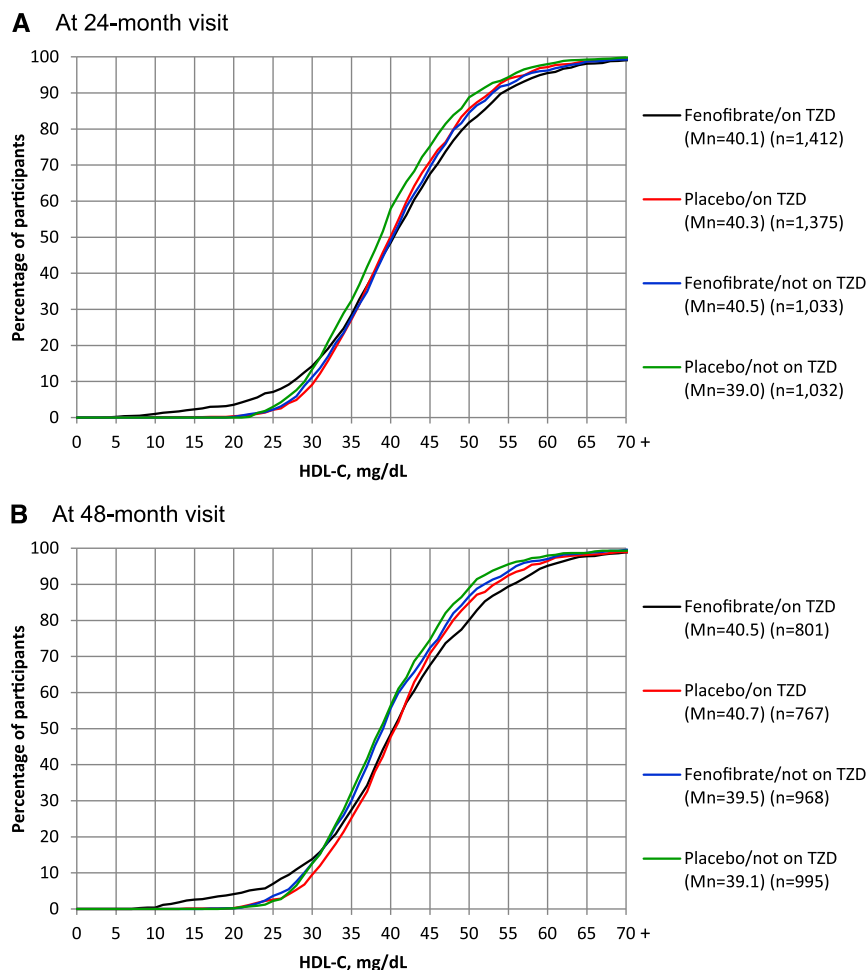 A At 24-month visit
100
90
80
70
60
50
40
30
20
10
0
Percentage of participants
0 5 10 15 20 25 30 35 40 45 50 55 60 65 70 +
HDL-C, mg/dL
Fenofibrate/on TZD
(Mn=40.1) (n=1,412)
Placebo/on TZD
(Mn=40.3) (n=1,375)
Fenofibrate/not on TZD
(Mn=40.5) (n=1,033)
Placebo/not on TZD
(Mn=39.0) (n=1,032)
B At 48-month visit
100
90
80
70
60
50
40
30
20
10
0
Percentage of participants
0 5 10 15 20 25 30 35 40 45 50 55 60 65 70 +
HDL-C, mg/dL
Fenofibrate/on TZD
(Mn=40.5) (n=801)
Placebo/on TZD
(Mn=40.7) (n=767)
Fenofibrate/not on TZD
(Mn=39.5) (n=968)
Placebo/not on TZD
(Mn=39.1) (n=995)